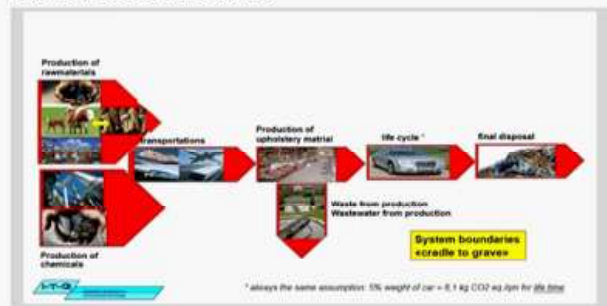 Production of
rawmaterials
transportations
Production of
upholstery matrial
life cycle *
final disposal
Waste from production
Wastewater from production
Production of
chemicals
System boundaries
«cradle to grave»
I-T-G
* always the same assumption: 5% weight of car = 6,1 kg CO2 eq /qm for life time